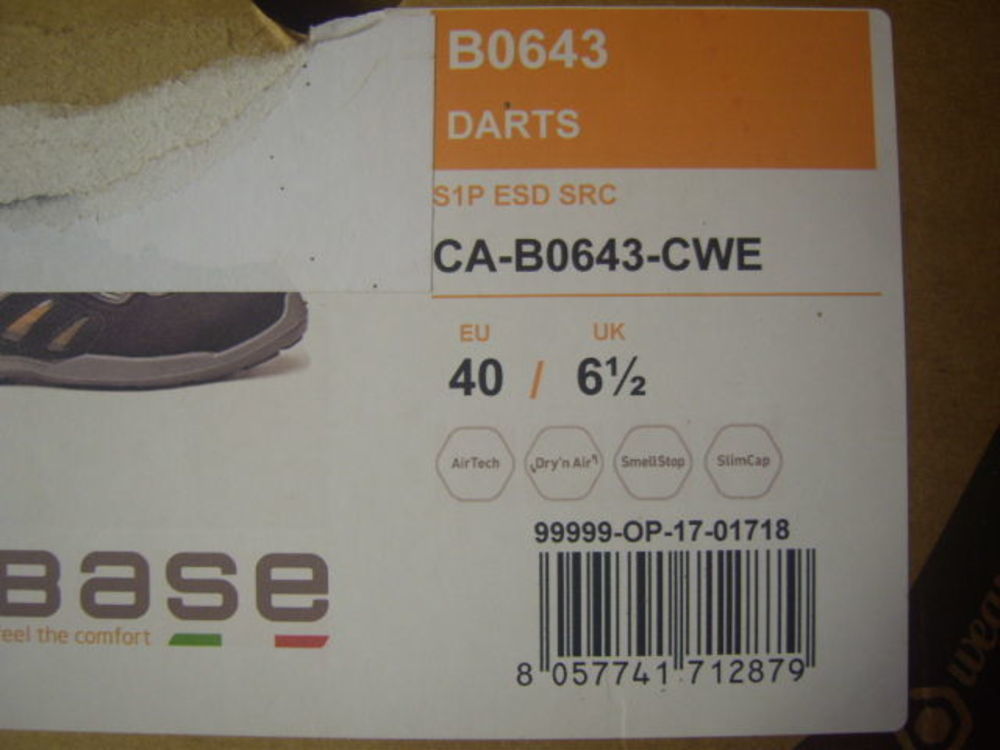 B0643
DARTS
S1P ESD SRC
CA-B0643-CWE
EU UK
40 / 6½
AirTech Dry'n Air SmellStop SlimCap
99999-OP-17-01718
8 057741 712879
Base
feel the comfort